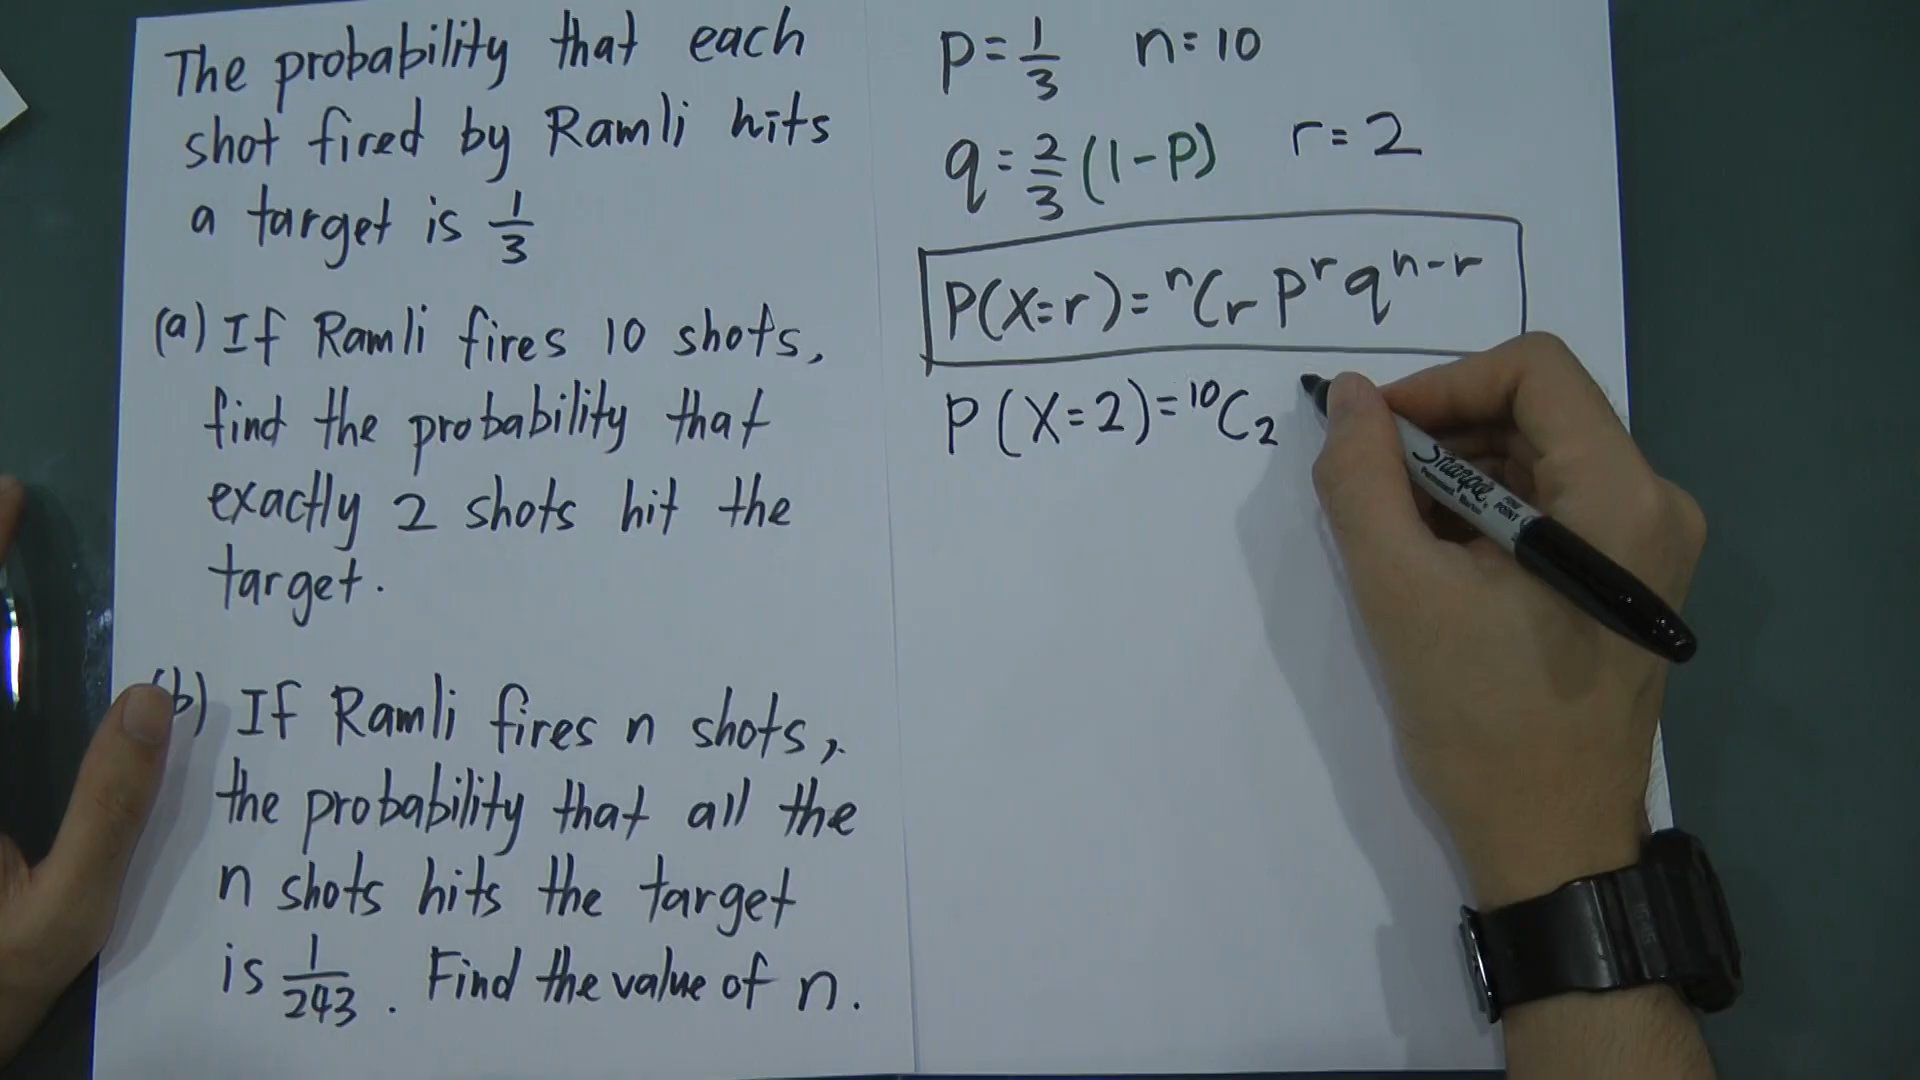 The probability that each
shot fired by Ramli hits
a target is 1/3
(a) If Ramli fires 10 shots,
find the probability that
exactly 2 shots hit the
target.
(b) If Ramli fires n shots,
the probability that all the
n shots hits the target
is 1/243. Find the value of n.
p = 1/3 n = 10
q = 2/3 (1-p) r = 2
P(X=r) = ⁿCr pʳ qⁿ⁻ʳ
P(X=2) = ¹⁰C₂
Sharpie